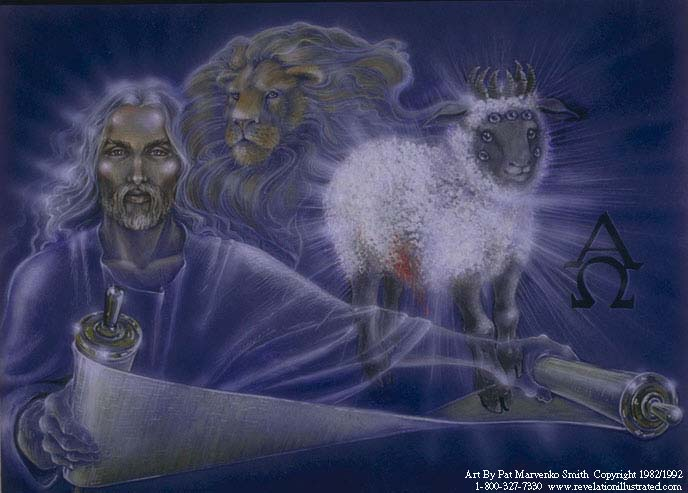 Α
Ω
Art By Pat Marvenko Smith Copyright 1982/1992
1-800-327-7330 www.revelationillustrated.com